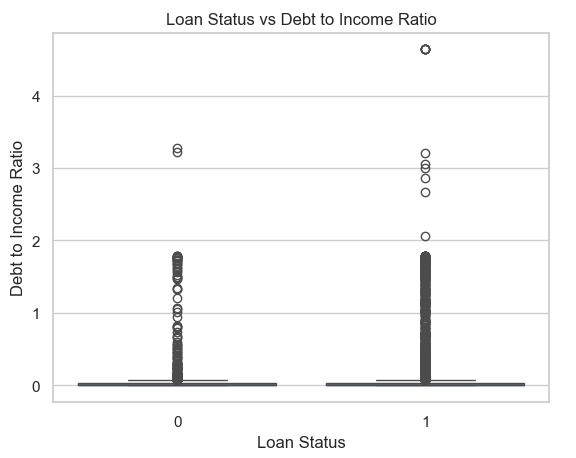 Loan Status vs Debt to Income Ratio
Debt to Income Ratio
4
3
2
1
0
0 1
Loan Status